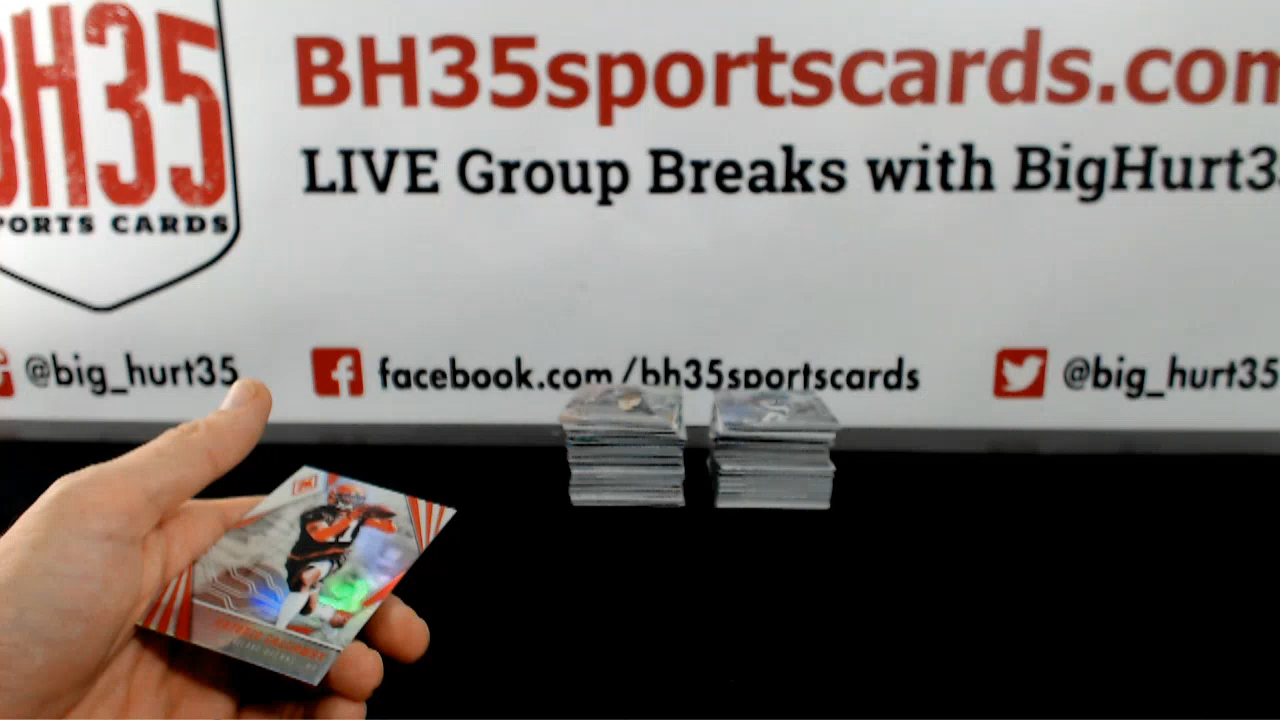 BH35
PORTS CARDS
BH35sportscards.com
LIVE Group Breaks with BigHurt3
@big_hurt35
facebook.com/bh35sportscards
@big_hurt35